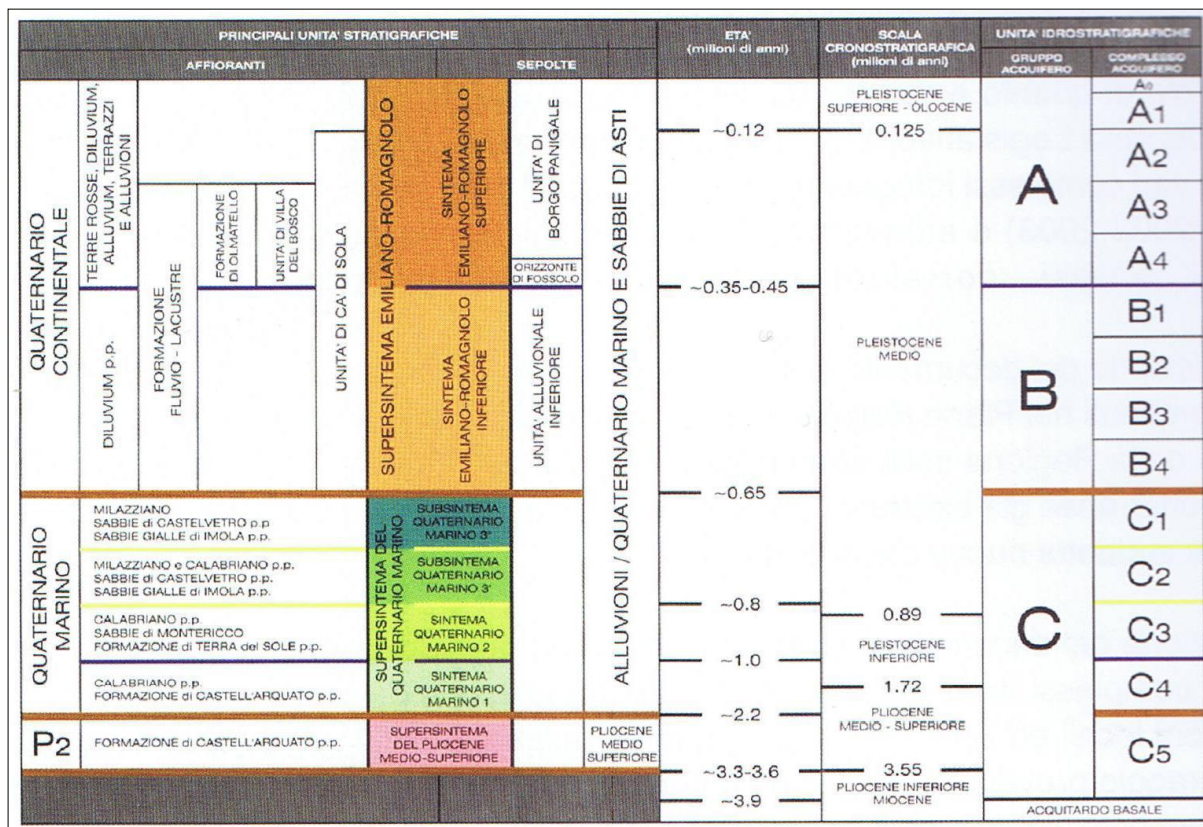 PRINCIPALI UNITA' STRATIGRAFICHE
AFFIORANTI
SEPOLTE
ETA'
(milioni di anni)
SCALA
CRONOSTRATIGRAFICA
(milioni di anni)
UNITA' IDROSTRATIGRAFICHE
GRUPPO
ACQUIFERO
COMPLESSO
ACQUIFERO
QUATERNARIO
CONTINENTALE
TERRE ROSSE, DILUVIUM,
ALLUVIUM, TERRAZZI
E ALLUVIONI
DILUVIUM p.p.
FORMAZIONE
FLUVIO - LACUSTRE
FORMAZIONE
DI OLMATELLO
UNITA' DI VILLA
DEL BOSCO
UNITA' DI CA' DI SOLA
SUPERSINTEMA EMILIANO-ROMAGNOLO
SINTEMA
EMILIANO-ROMAGNOLO
SUPERIORE
SINTEMA
EMILIANO-ROMAGNOLO
INFERIORE
UNITA' DI
BORGO PANIGALE
ORIZZONTE
DI FOSSOLO
UNITA' ALLUVIONALE
INFERIORE
ALLUVIONI / QUATERNARIO MARINO E SABBIE DI ASTI
QUATERNARIO
MARINO
MILAZZIANO
SABBIE di CASTELVETRO p.p
SABBIE GIALLE di IMOLA p.p.
MILAZZIANO e CALABRIANO p.p.
SABBIE di CASTELVETRO p.p.
SABBIE GIALLE di IMOLA p.p.
CALABRIANO p.p.
SABBIE di MONTERICCO
FORMAZIONE di TERRA del SOLE p.p.
CALABRIANO p.p.
FORMAZIONE di CASTELL'ARQUATO p.p.
SUPERSINTEMA DEL
QUATERNARIO MARINO
SUBSINTEMA
QUATERNARIO
MARINO 3"
SUBSINTEMA
QUATERNARIO
MARINO 3'
SINTEMA
QUATERNARIO
MARINO 2
SINTEMA
QUATERNARIO
MARINO 1
P2
FORMAZIONE di CASTELL'ARQUATO p.p.
SUPERSINTEMA
DEL PLIOCENE
MEDIO-SUPERIORE
PLIOCENE
MEDIO
SUPERIORE
~0.12
~0.35-0.45
~0.65
~0.8
~1.0
~2.2
~3.3-3.6
~3.9
PLEISTOCENE
SUPERIORE - OLOCENE
0.125
PLEISTOCENE
MEDIO
0.89
PLEISTOCENE
INFERIORE
1.72
PLIOCENE
MEDIO - SUPERIORE
3.55
PLIOCENE INFERIORE
MIOCENE
A
B
C
A0
A1
A2
A3
A4
B1
B2
B3
B4
C1
C2
C3
C4
C5
ACQUITARDO BASALE